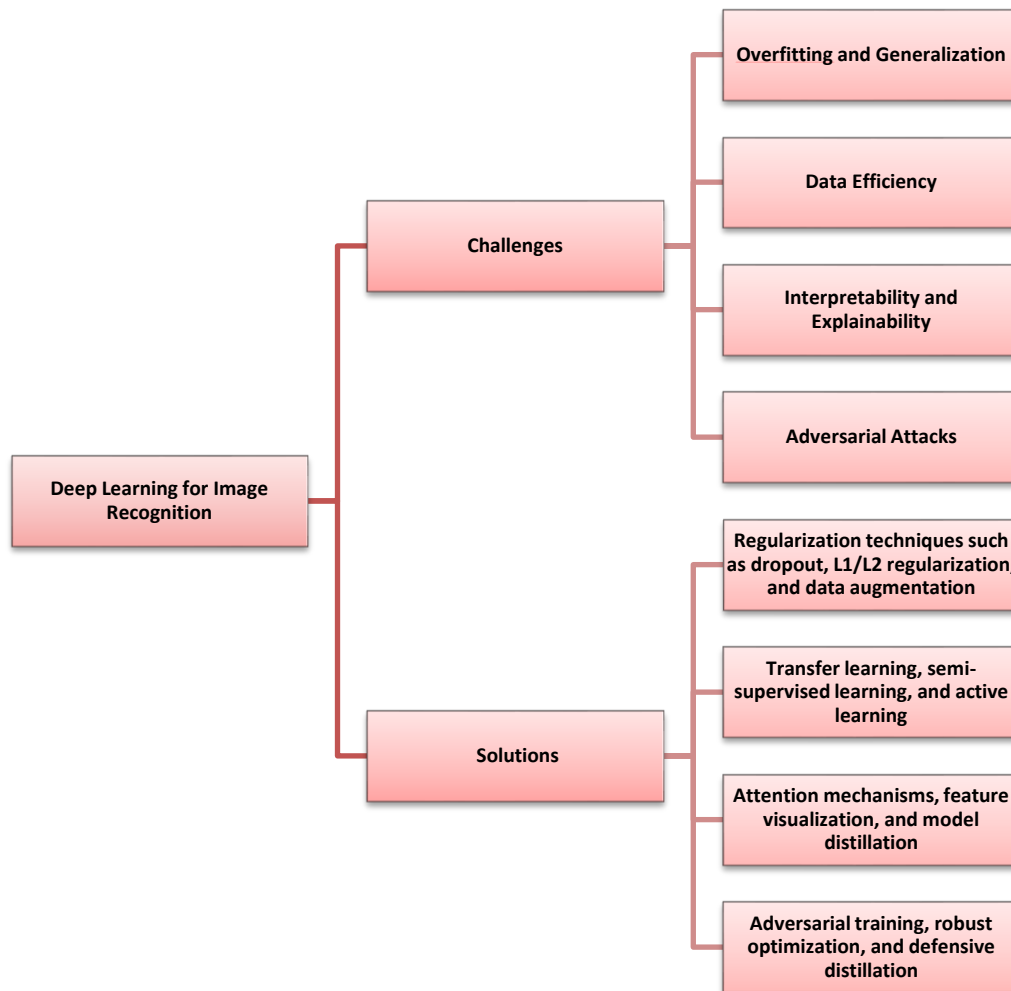 Overfitting and Generalization
Data Efficiency
Challenges
Interpretability and
Explainability
Adversarial Attacks
Deep Learning for Image
Recognition
Regularization techniques such
as dropout, L1/L2 regularization,
and data augmentation
Transfer learning, semi-
supervised learning, and active
learning
Solutions
Attention mechanisms, feature
visualization, and model
distillation
Adversarial training, robust
optimization, and defensive
distillation